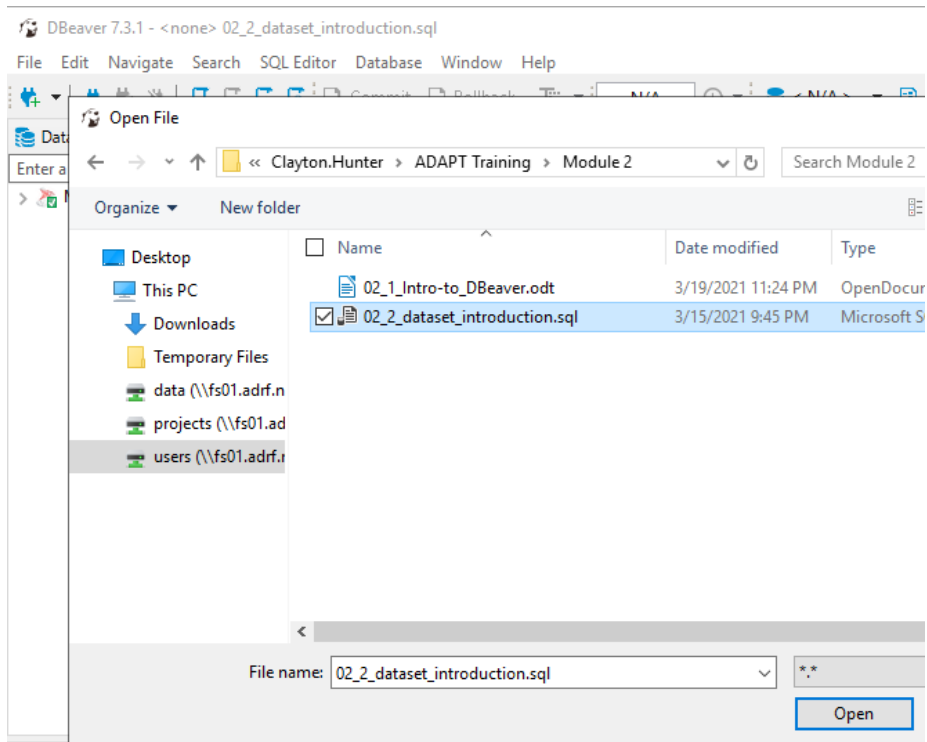 DBeaver 7.3.1 - <none> 02_2_dataset_introduction.sql
File Edit Navigate Search SQL Editor Database Window Help
Commit Rollback N/A < N/A >
Open File
Data
Enter a
« Clayton.Hunter > ADAPT Training > Module 2 Search Module 2
Organize New folder
Name Date modified Type
Desktop
This PC
Downloads
Temporary Files
data (\\fs01.adrf.n
projects (\\fs01.ad
users (\\fs01.adrf.r
02_1_Intro-to_DBeaver.odt 3/19/2021 11:24 PM OpenDocur
02_2_dataset_introduction.sql 3/15/2021 9:45 PM Microsoft S
File name: 02_2_dataset_introduction.sql *.*
Open